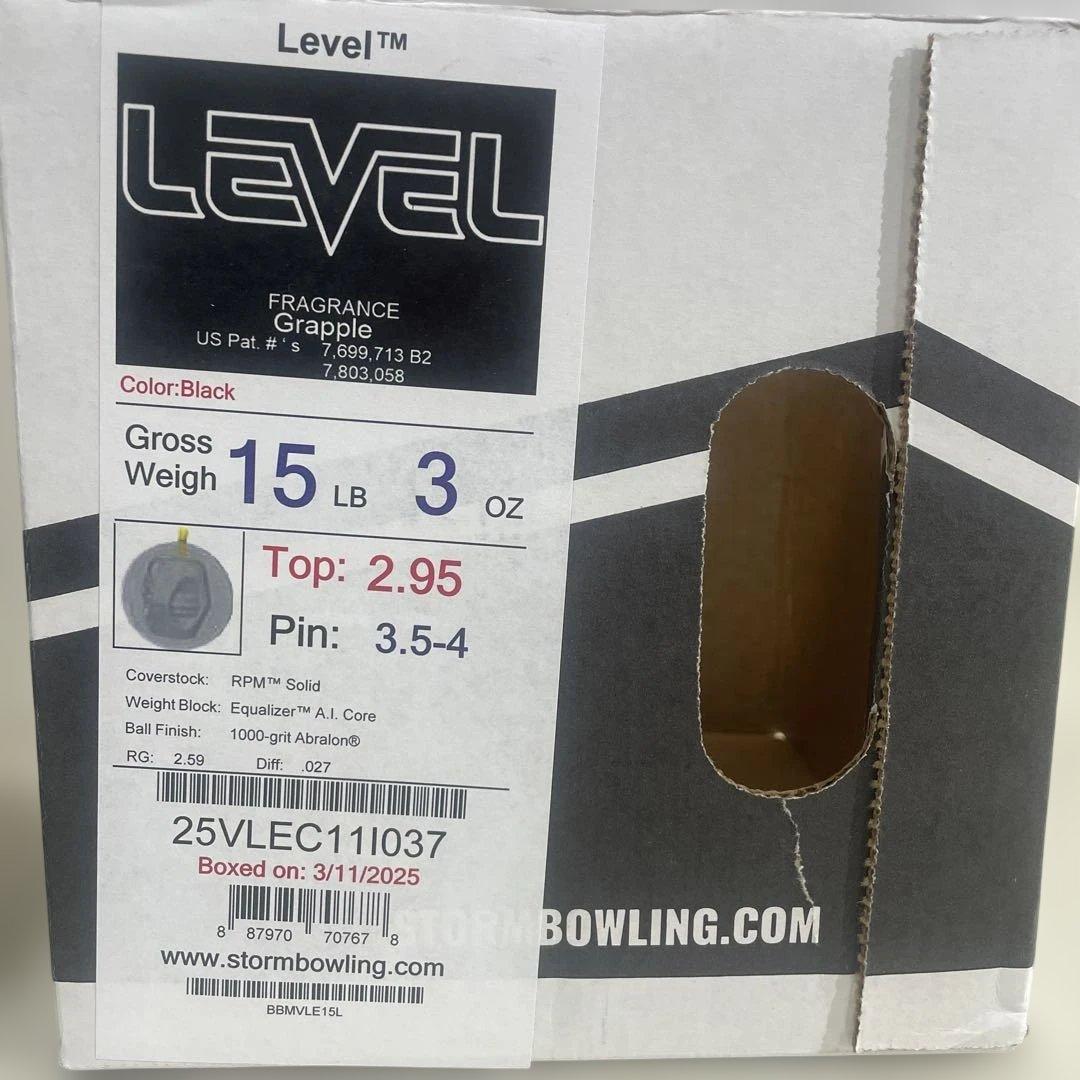 Level™
LEVEL
FRAGRANCE
Grapple
US Pat. # ' s 7,699,713 B2
7,803,058
Color:Black
Gross
Weigh 15 LB 3 OZ
Top: 2.95
Pin: 3.5-4
Coverstock: RPM™ Solid
Weight Block: Equalizer™ A.I. Core
Ball Finish: 1000-grit Abralon®
RG: 2.59 Diff: .027
25VLEC11I037
Boxed on: 3/11/2025
8 87970 70767 8
www.stormbowling.com
BBMVLE15L
STORMBOWLING.COM